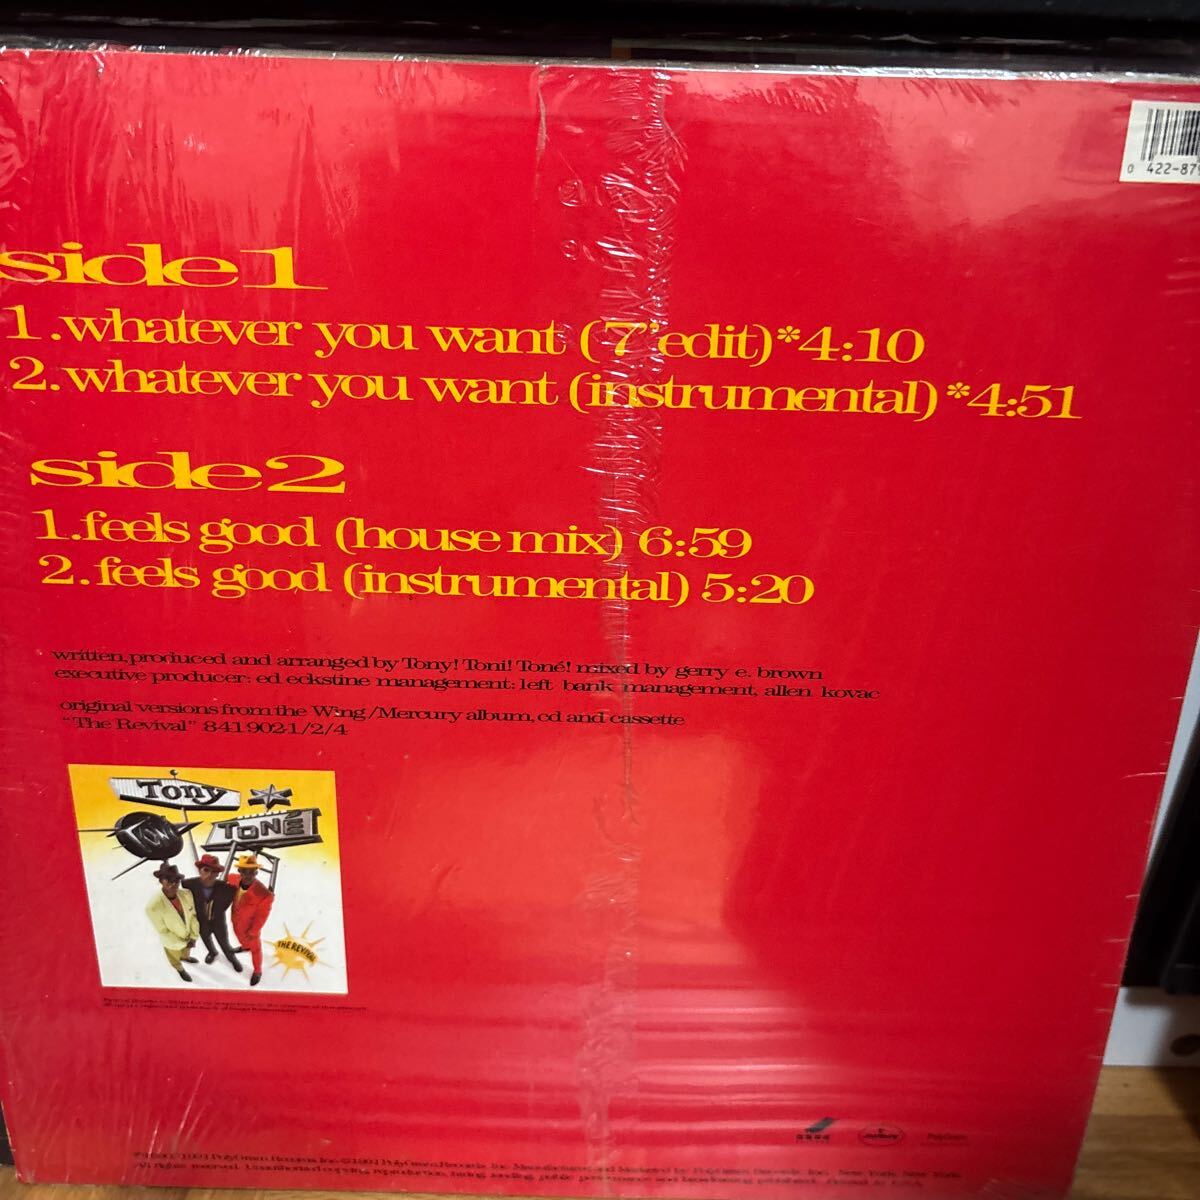 0 422-879
side 1
1.whatever you want (7"edit)*4:10
2.whatever you want (instrumental)*4:51
side 2
1.feels good (house mix) 6:59
2.feels good (instrumental) 5:20
written, produced and arranged by Tony! Toni! Toné! mixed by gerry e. brown
executive producer: ed eckstine management: left bank management, allen kovac
original versions from the Wing/Mercury album, cd and cassette
"The Revival" 841 902-1/2/4
Tony
TONI
TONÉ
THE REVIVAL
PolyGram